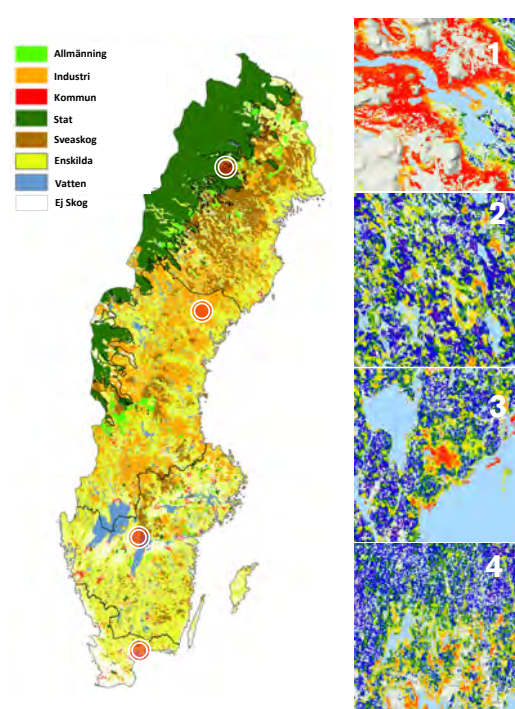 Allmänning
Industri
Kommun
Stat
Sveaskog
Enskilda
Vatten
Ej Skog
1
2
3
4